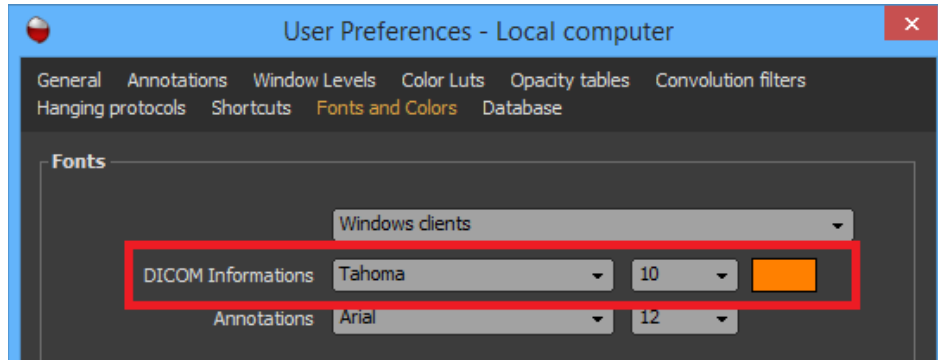 User Preferences - Local computer
General Annotations Window Levels Color Luts Opacity tables Convolution filters
Hanging protocols Shortcuts Fonts and Colors Database
Fonts
Windows clients
DICOM Informations Tahoma 10
Annotations Arial 12